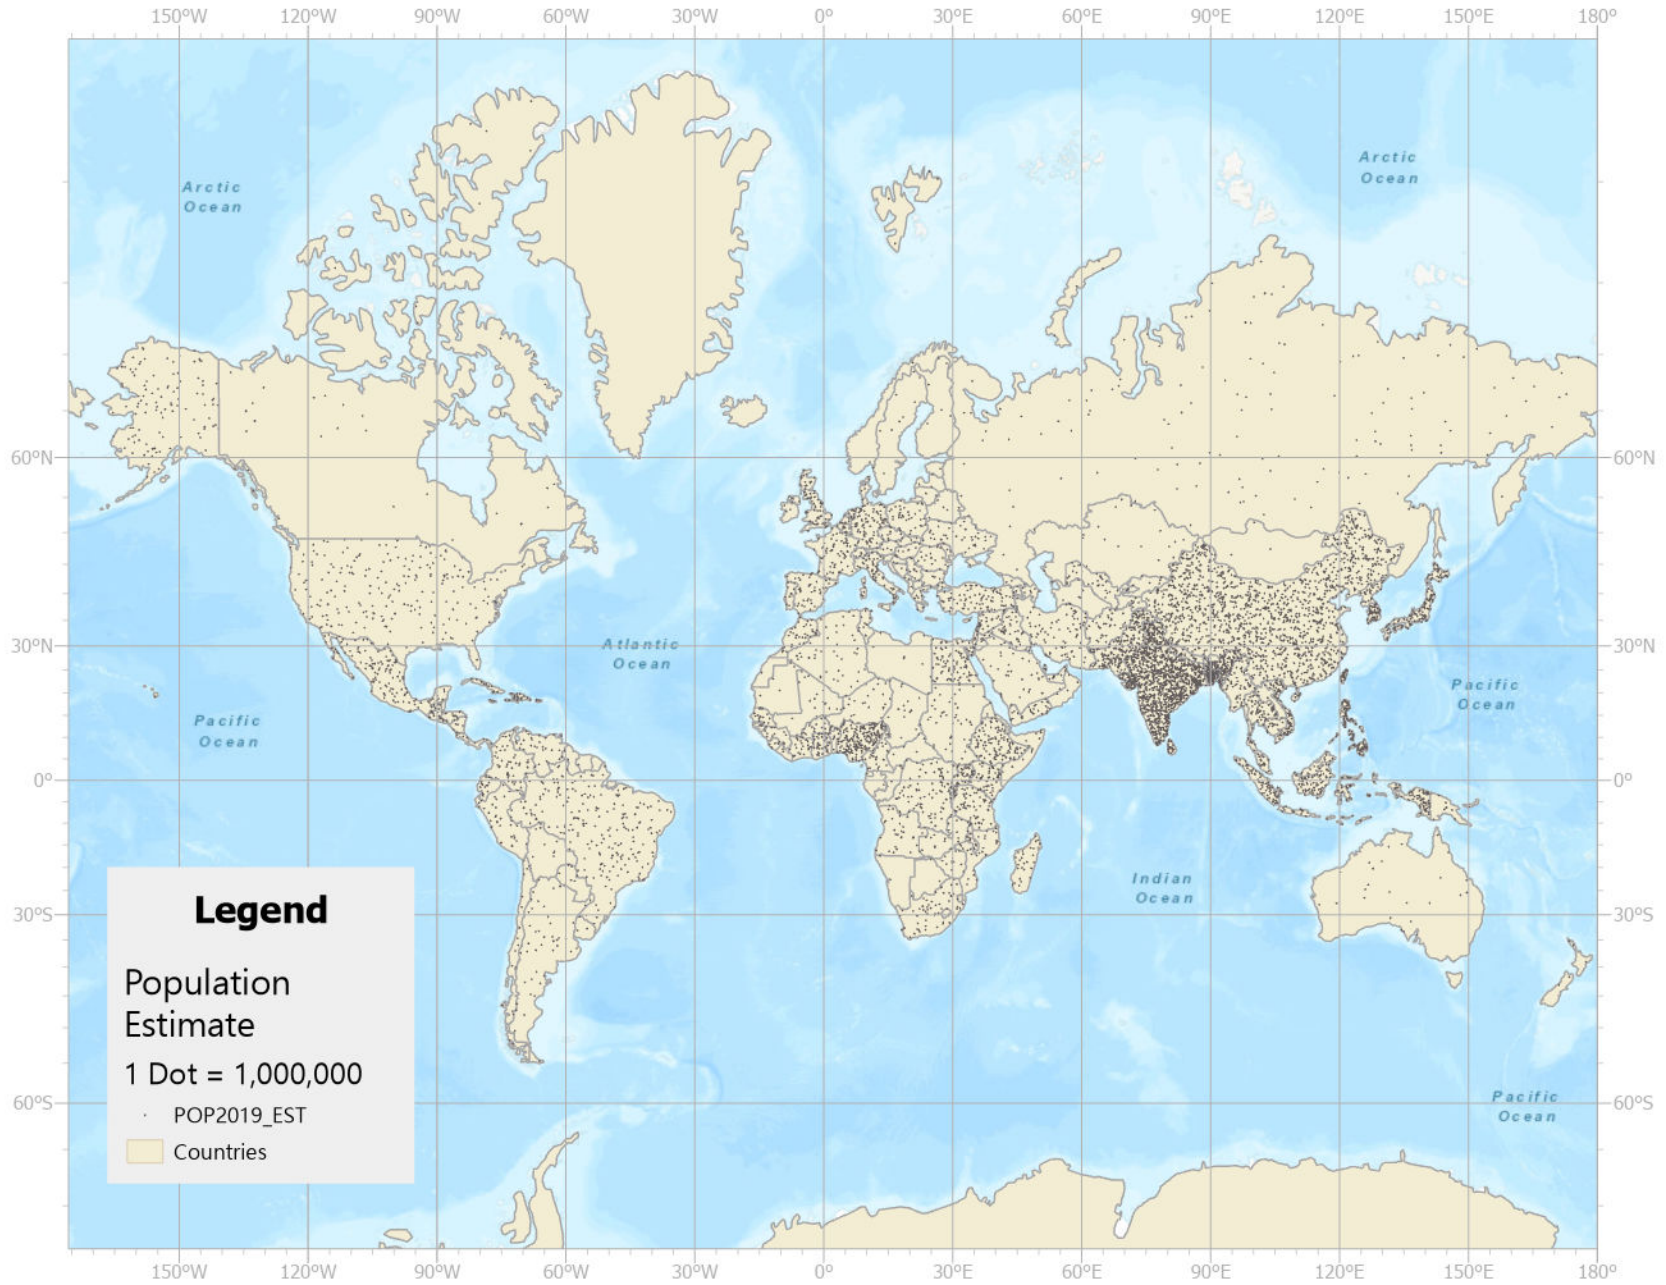 150°W 120°W 90°W 60°W 30°W 0° 30°E 60°E 90°E 120°E 150°E 180°
Arctic
Ocean
Arctic
Ocean
60°N 60°N
30°N 30°N
Atlantic
Ocean
Pacific
Ocean
Pacific
Ocean
0° 0°
Indian
Ocean
30°S 30°S
Legend
Population
Estimate
1 Dot = 1,000,000
POP2019_EST
Countries
60°S 60°S
Pacific
Ocean
150°W 120°W 90°W 60°W 30°W 0° 30°E 60°E 90°E 120°E 150°E 180°